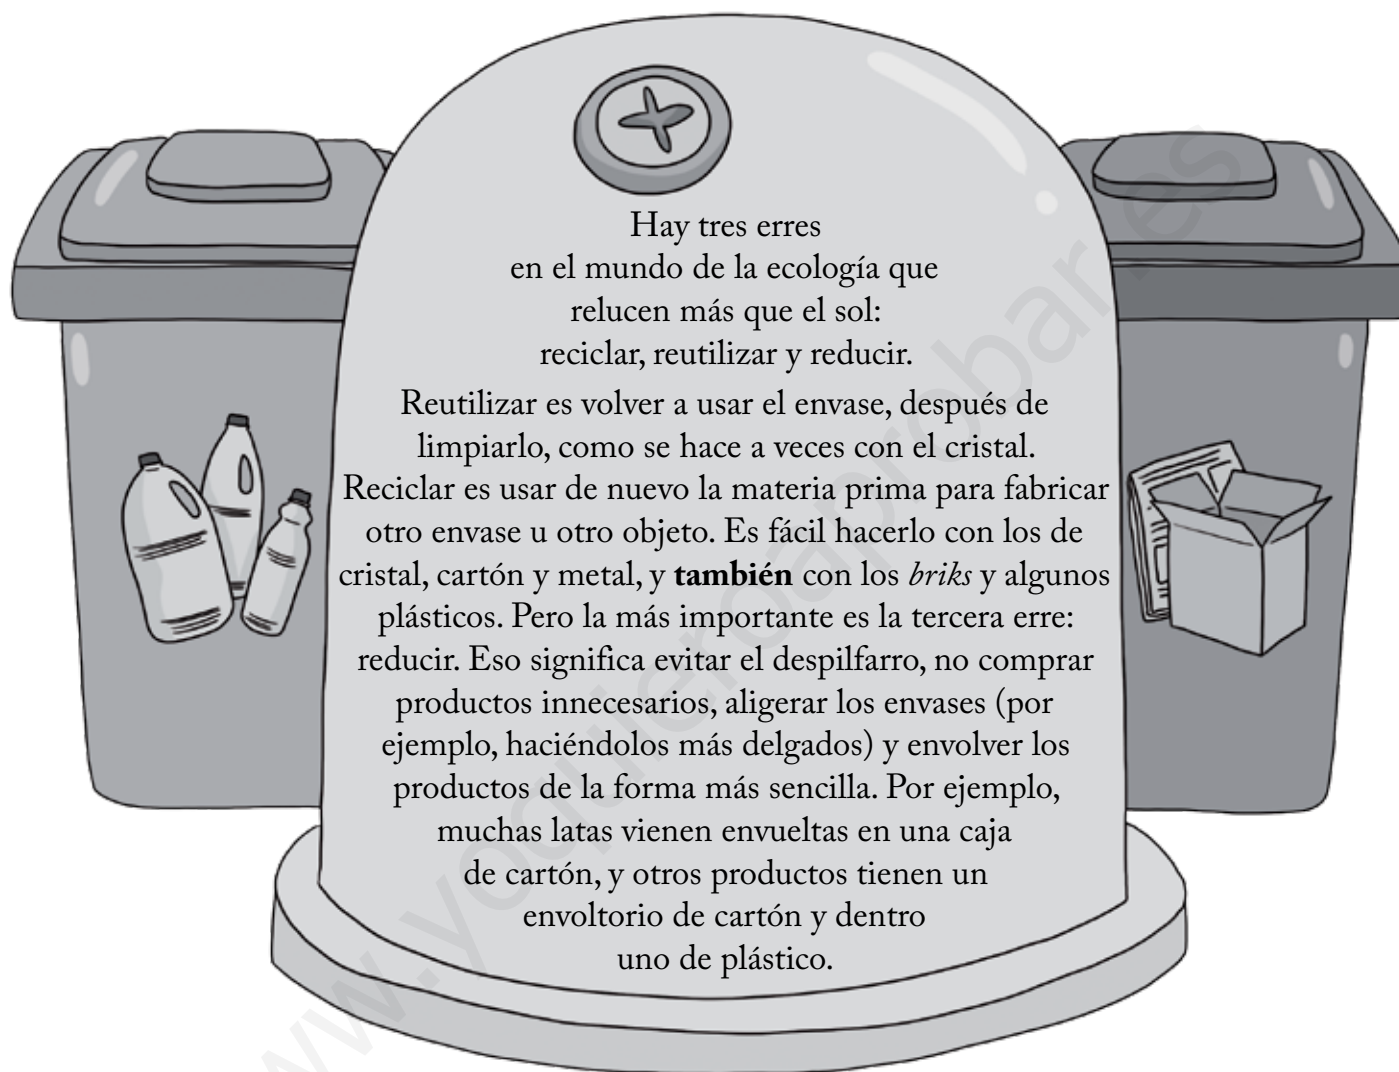 Hay tres erres
en el mundo de la ecología que
relucen más que el sol:
reciclar, reutilizar y reducir.
Reutilizar es volver a usar el envase, después de
limpiarlo, como se hace a veces con el cristal.
Reciclar es usar de nuevo la materia prima para fabricar
otro envase u otro objeto. Es fácil hacerlo con los de
cristal, cartón y metal, y también con los briks y algunos
plásticos. Pero la más importante es la tercera erre:
reducir. Eso significa evitar el despilfarro, no comprar
productos innecesarios, aligerar los envases (por
ejemplo, haciéndolos más delgados) y envolver los
productos de la forma más sencilla. Por ejemplo,
muchas latas vienen envueltas en una caja
de cartón, y otros productos tienen un
envoltorio de cartón y dentro
uno de plástico.
www.yoquieroaprobar.es